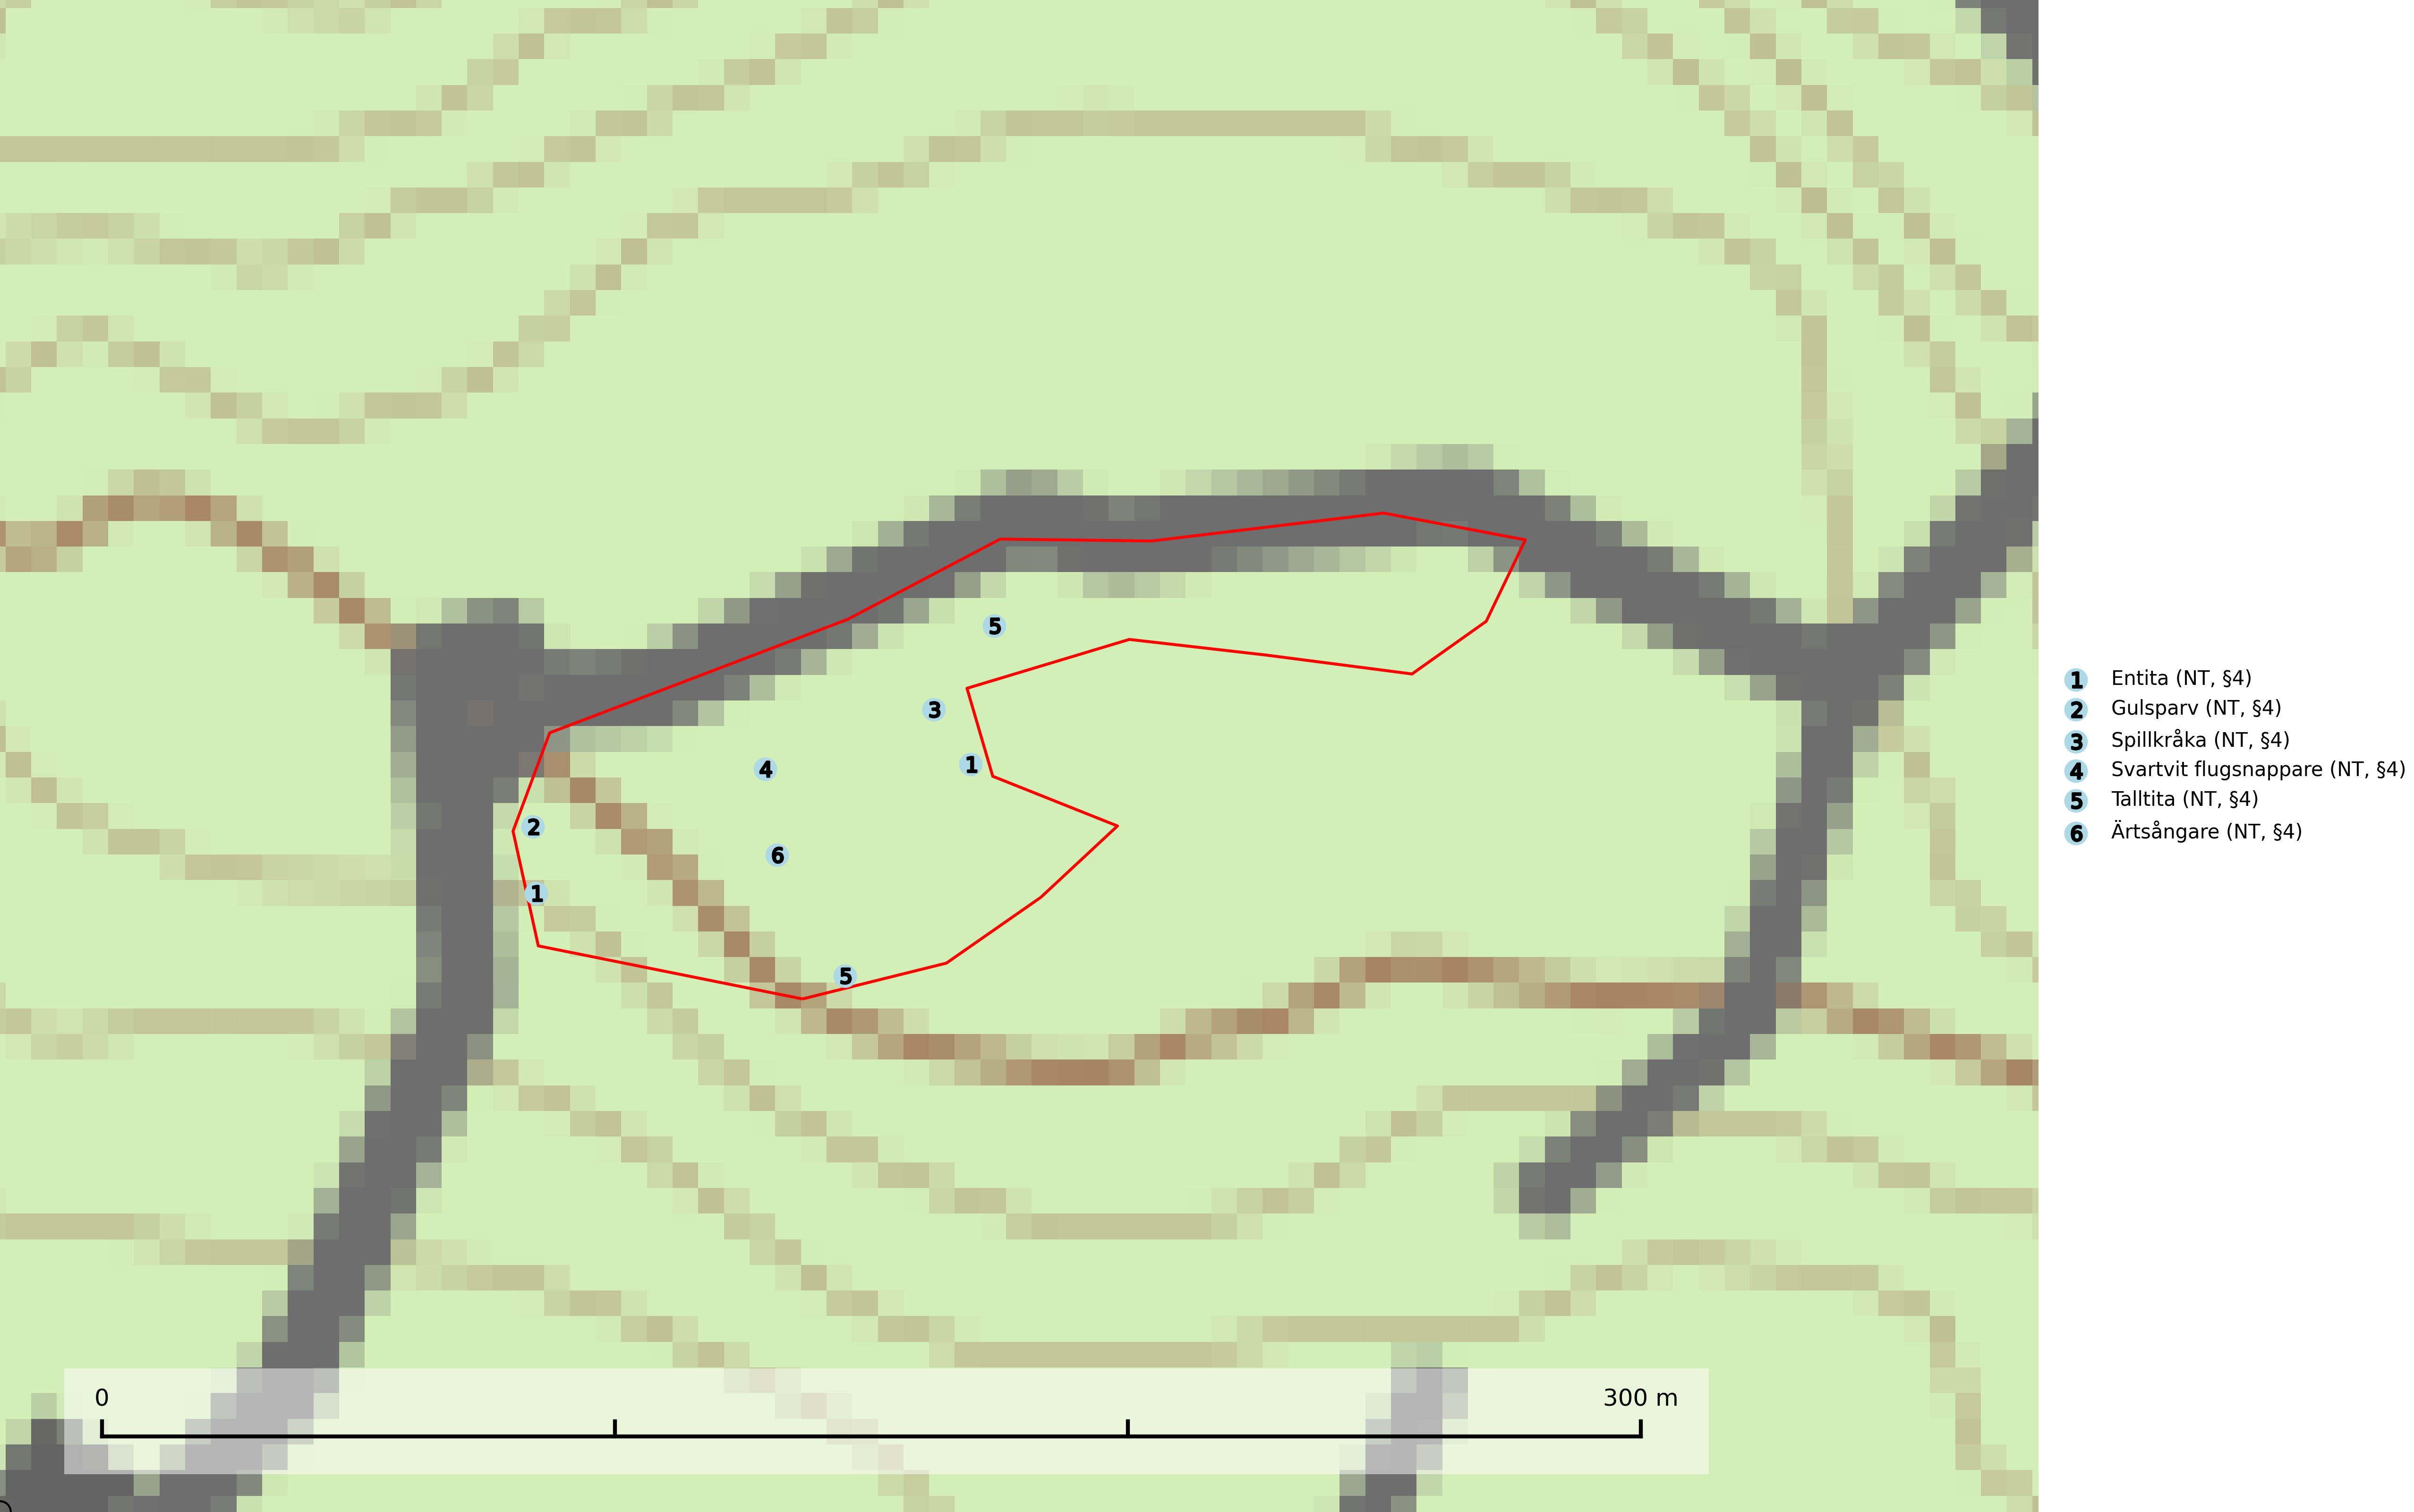 5
3
4
1
2
6
1
5
1 Entita (NT, §4)
2 Gulsparv (NT, §4)
3 Spillkråka (NT, §4)
4 Svartvit flugsnappare (NT, §4)
5 Talltita (NT, §4)
6 Ärtsångare (NT, §4)
0 300 m